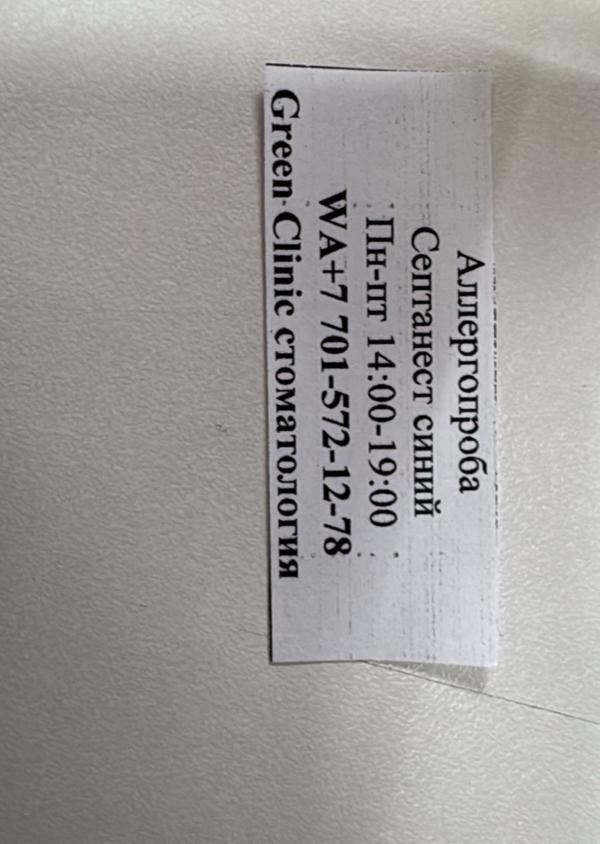 Аллергопроба
Септанест синий
Пн-пт 14:00-19:00
WA+7 701-572-12-78
Green Clinic стоматология